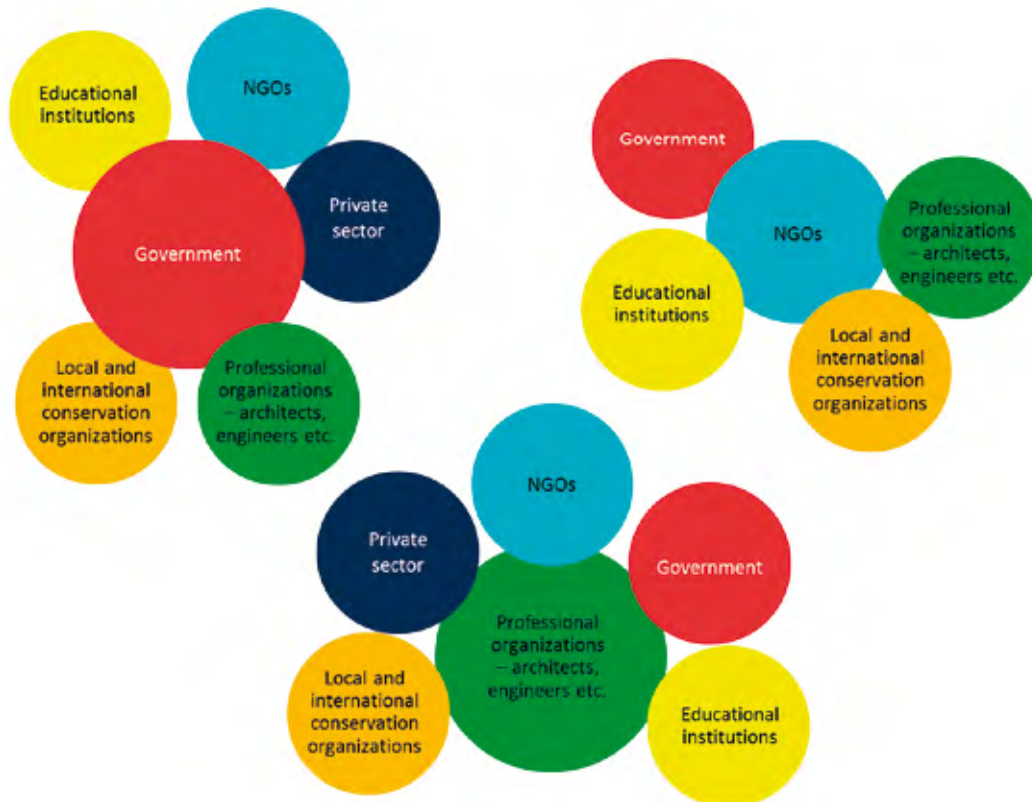 Educational
institutions
NGOs
Private
sector
Government
Local and
international
conservation
organizations
Professional
organizations
– architects,
engineers etc.
Government
NGOs
Professional
organizations
– architects,
engineers etc.
Educational
institutions
Local and
international
conservation
organizations
NGOs
Private
sector
Government
Professional
organizations
– architects,
engineers etc.
Local and
international
conservation
organizations
Educational
institutions